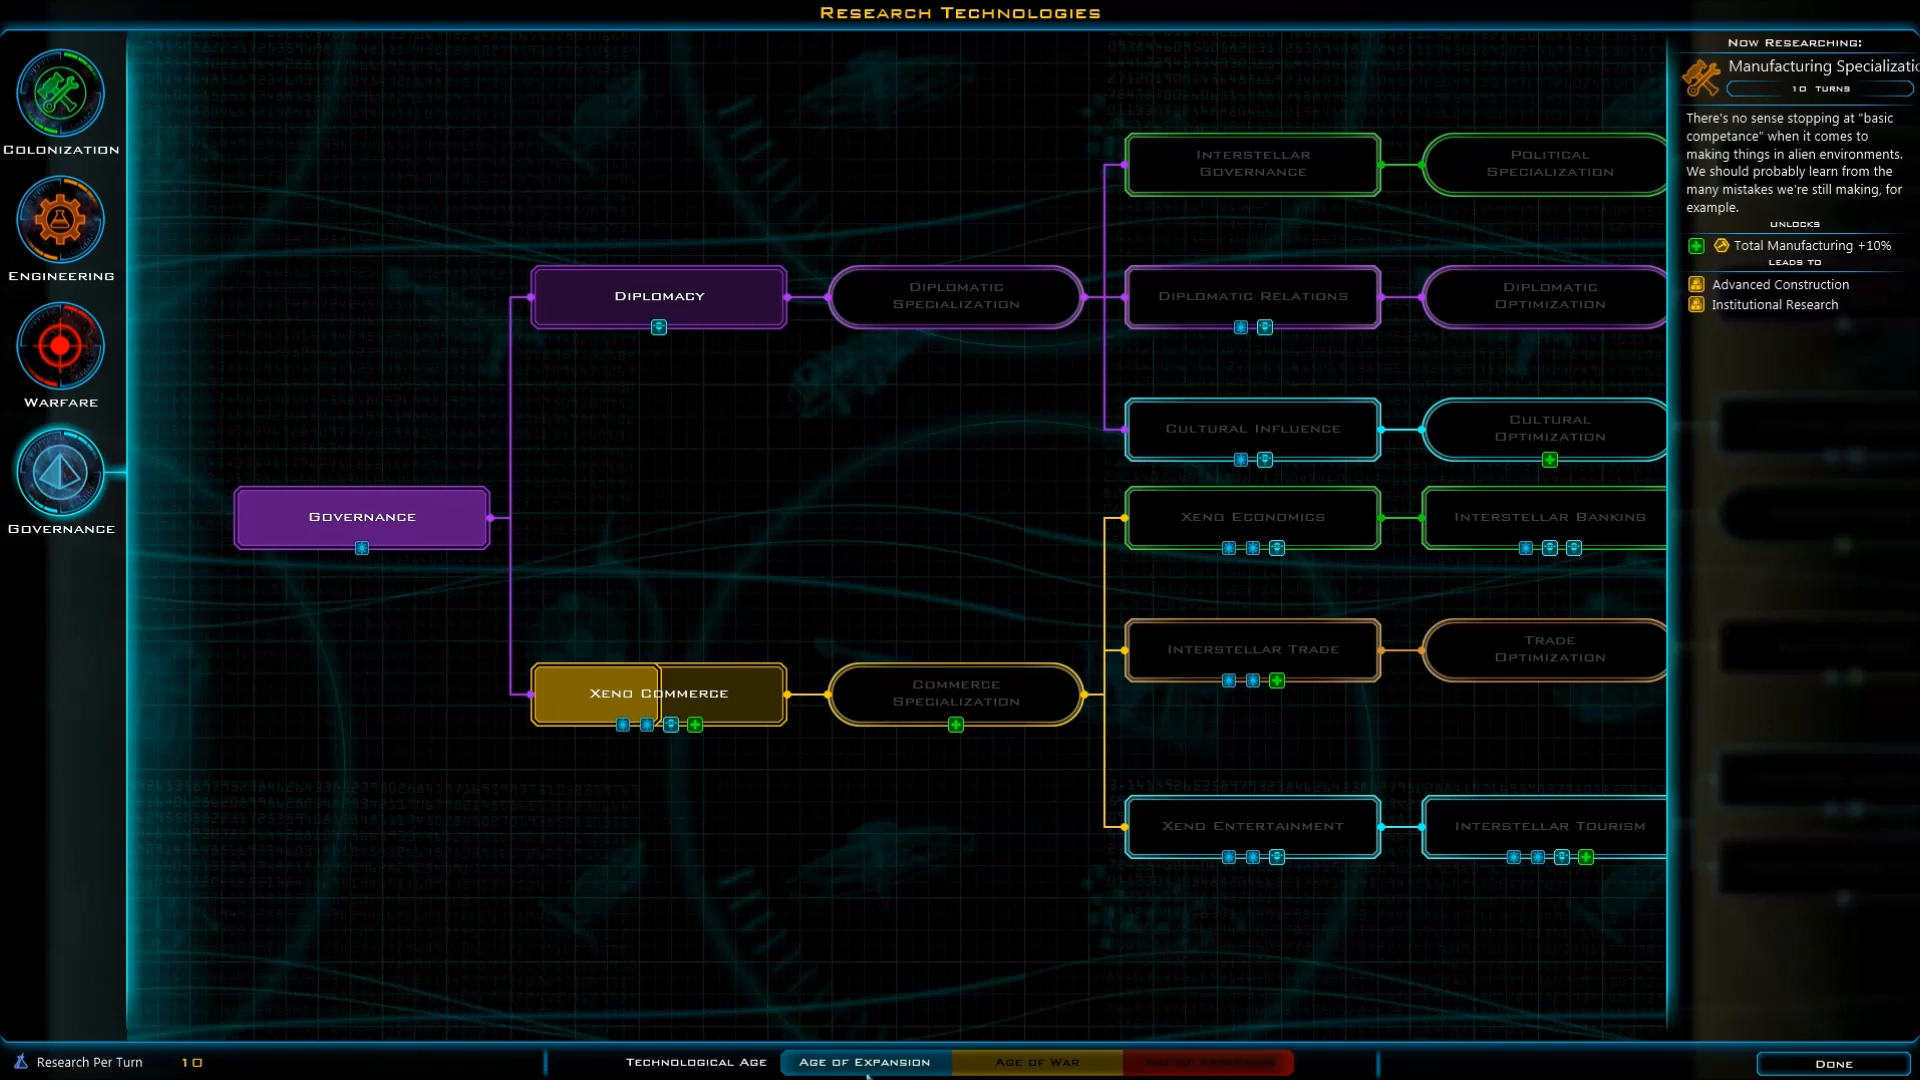 Research Technologies
Colonization
Engineering
Warfare
Governance
Governance
Diplomacy
Diplomatic
Specialization
Xeno Commerce
Commerce
Specialization
Interstellar
Governance
Political
Specialization
Diplomatic Relations
Diplomatic
Optimization
Cultural Influence
Cultural
Optimization
Xeno Economics
Interstellar Banking
Interstellar Trade
Trade
Optimization
Xeno Entertainment
Interstellar Tourism
Now Researching:
Manufacturing Specializatio
10 turns
There's no sense stopping at "basic
competance" when it comes to
making things in alien environments.
We should probably learn from the
many mistakes we're still making, for
example.
Unlocks
Total Manufacturing +10%
Leads to
Advanced Construction
Institutional Research
Research Per Turn 10
Technological Age
Age of Expansion
Age of War
Done